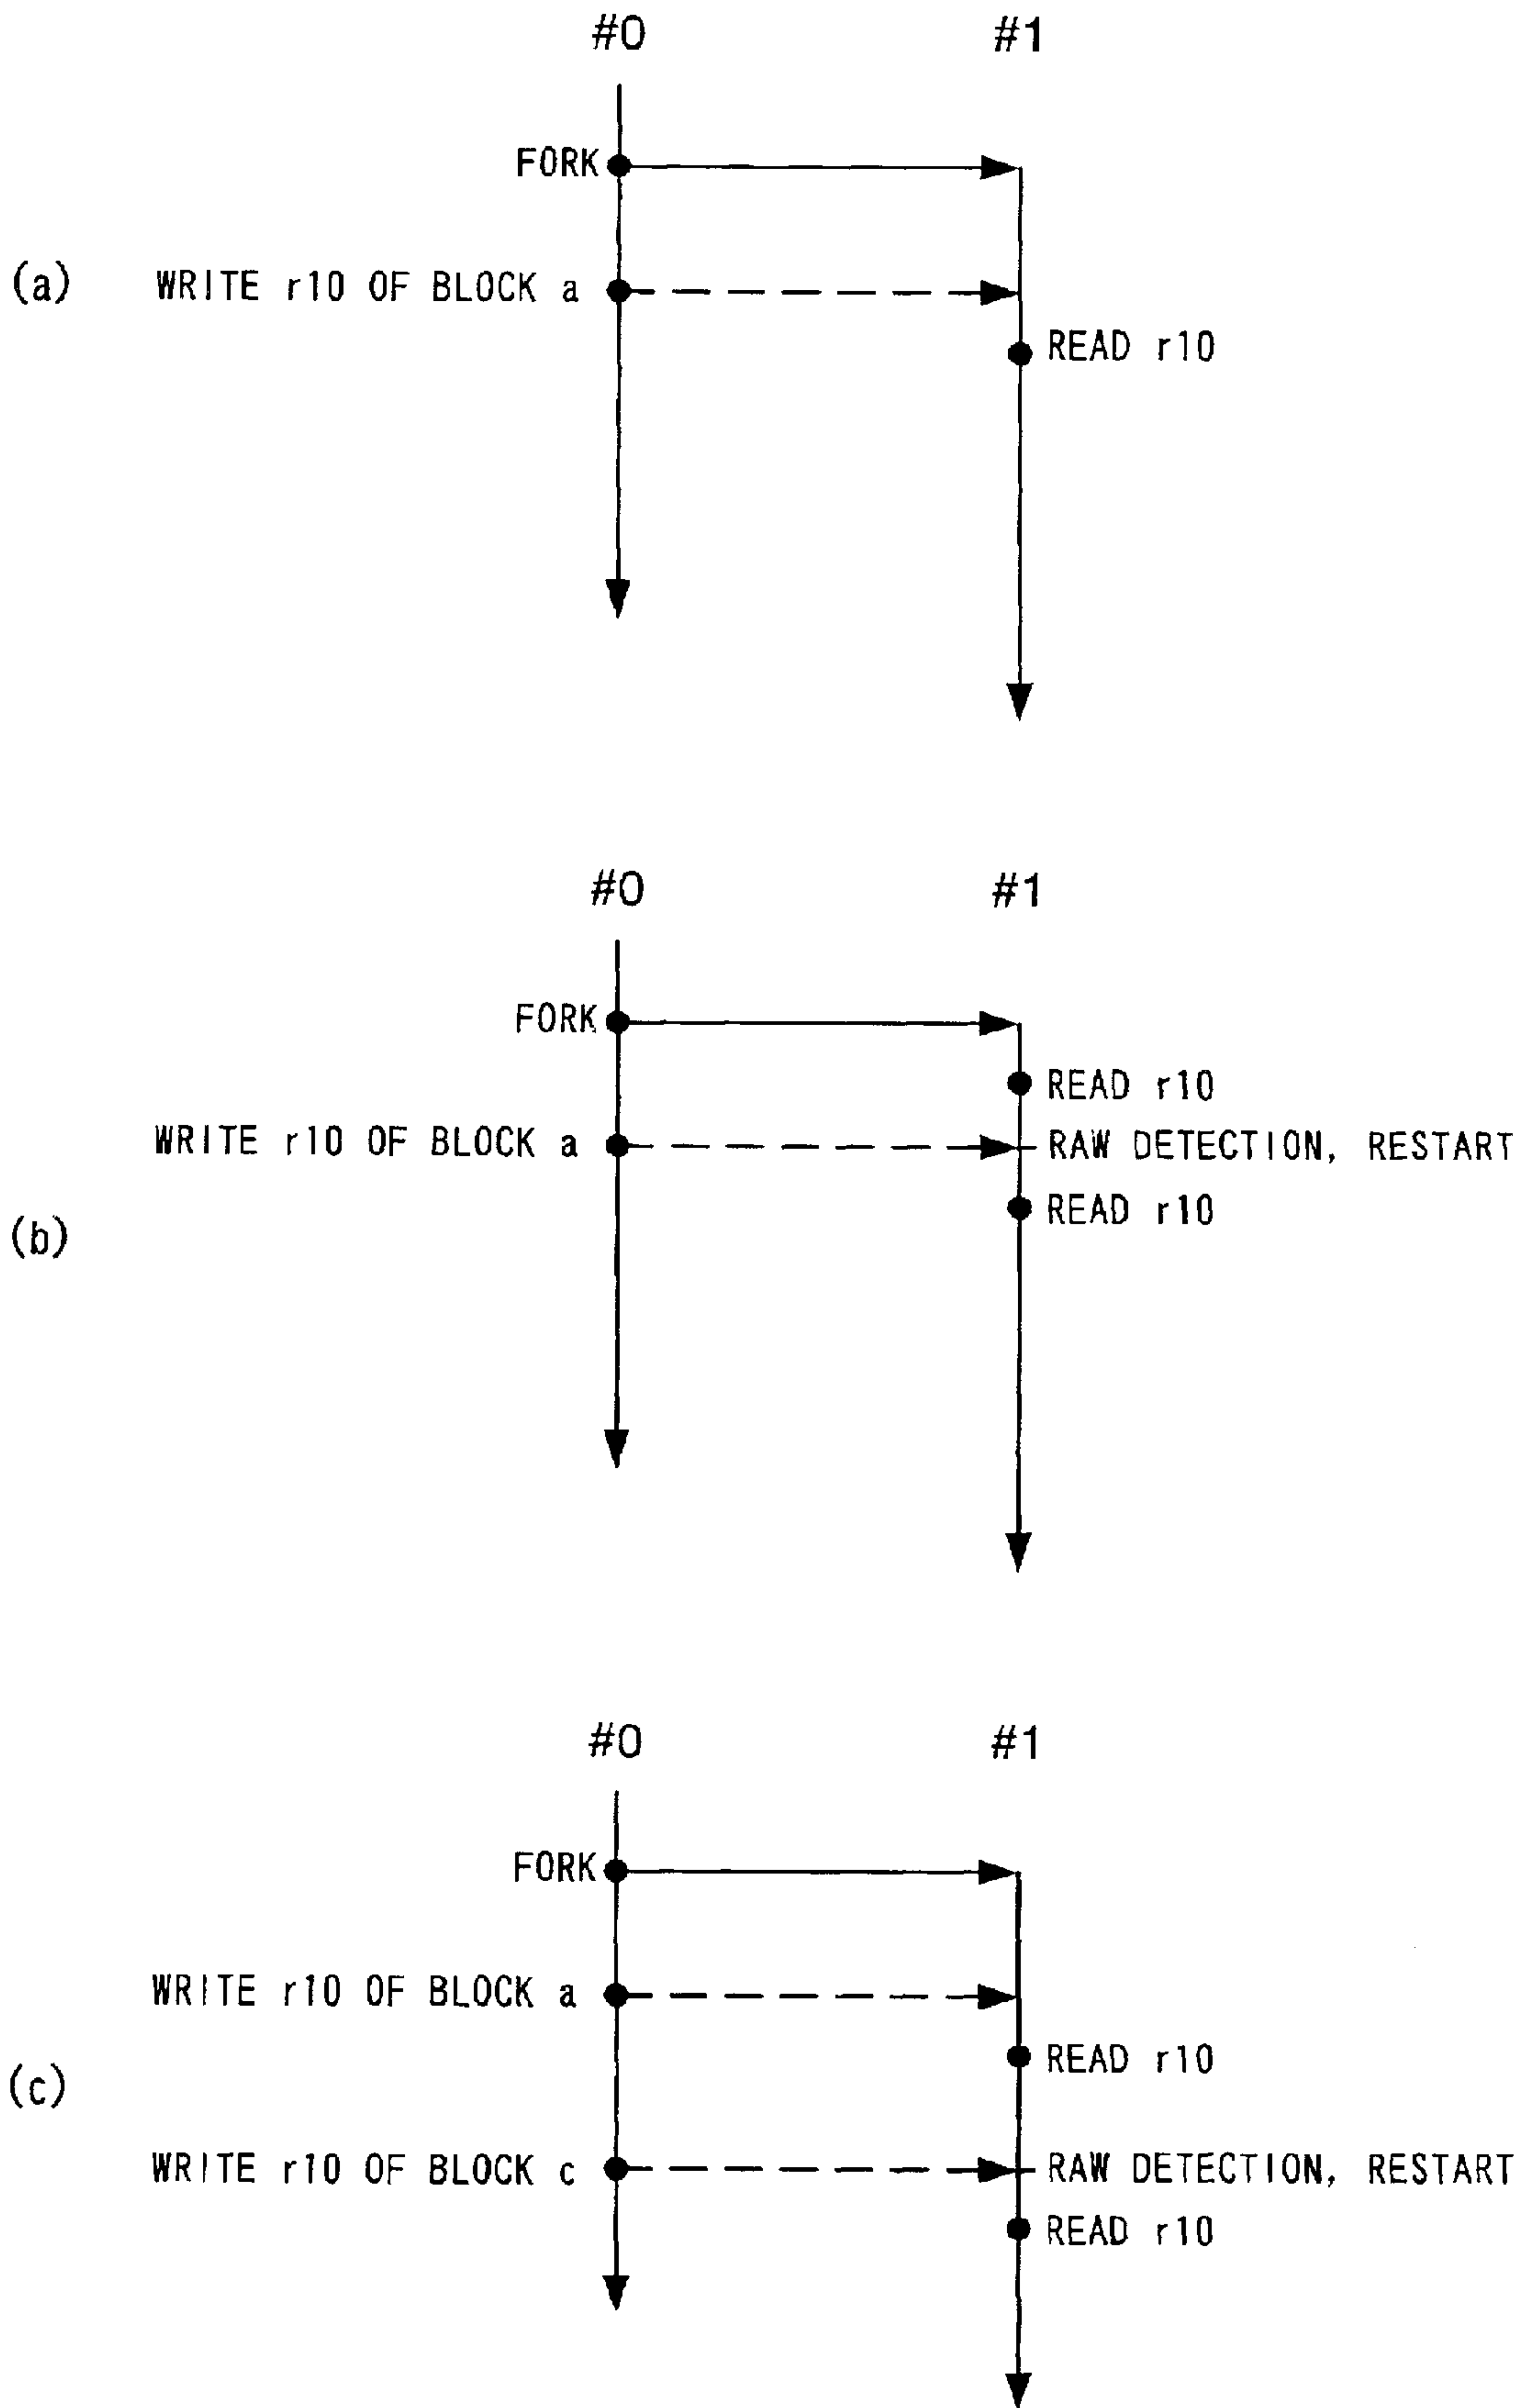 #0 #1
FORK
(a) WRITE r10 OF BLOCK a
READ r10
#0 #1
FORK
READ r10
WRITE r10 OF BLOCK a RAW DETECTION, RESTART
READ r10
(b)
#0 #1
FORK
WRITE r10 OF BLOCK a
READ r10
(c)
WRITE r10 OF BLOCK c RAW DETECTION, RESTART
READ r10